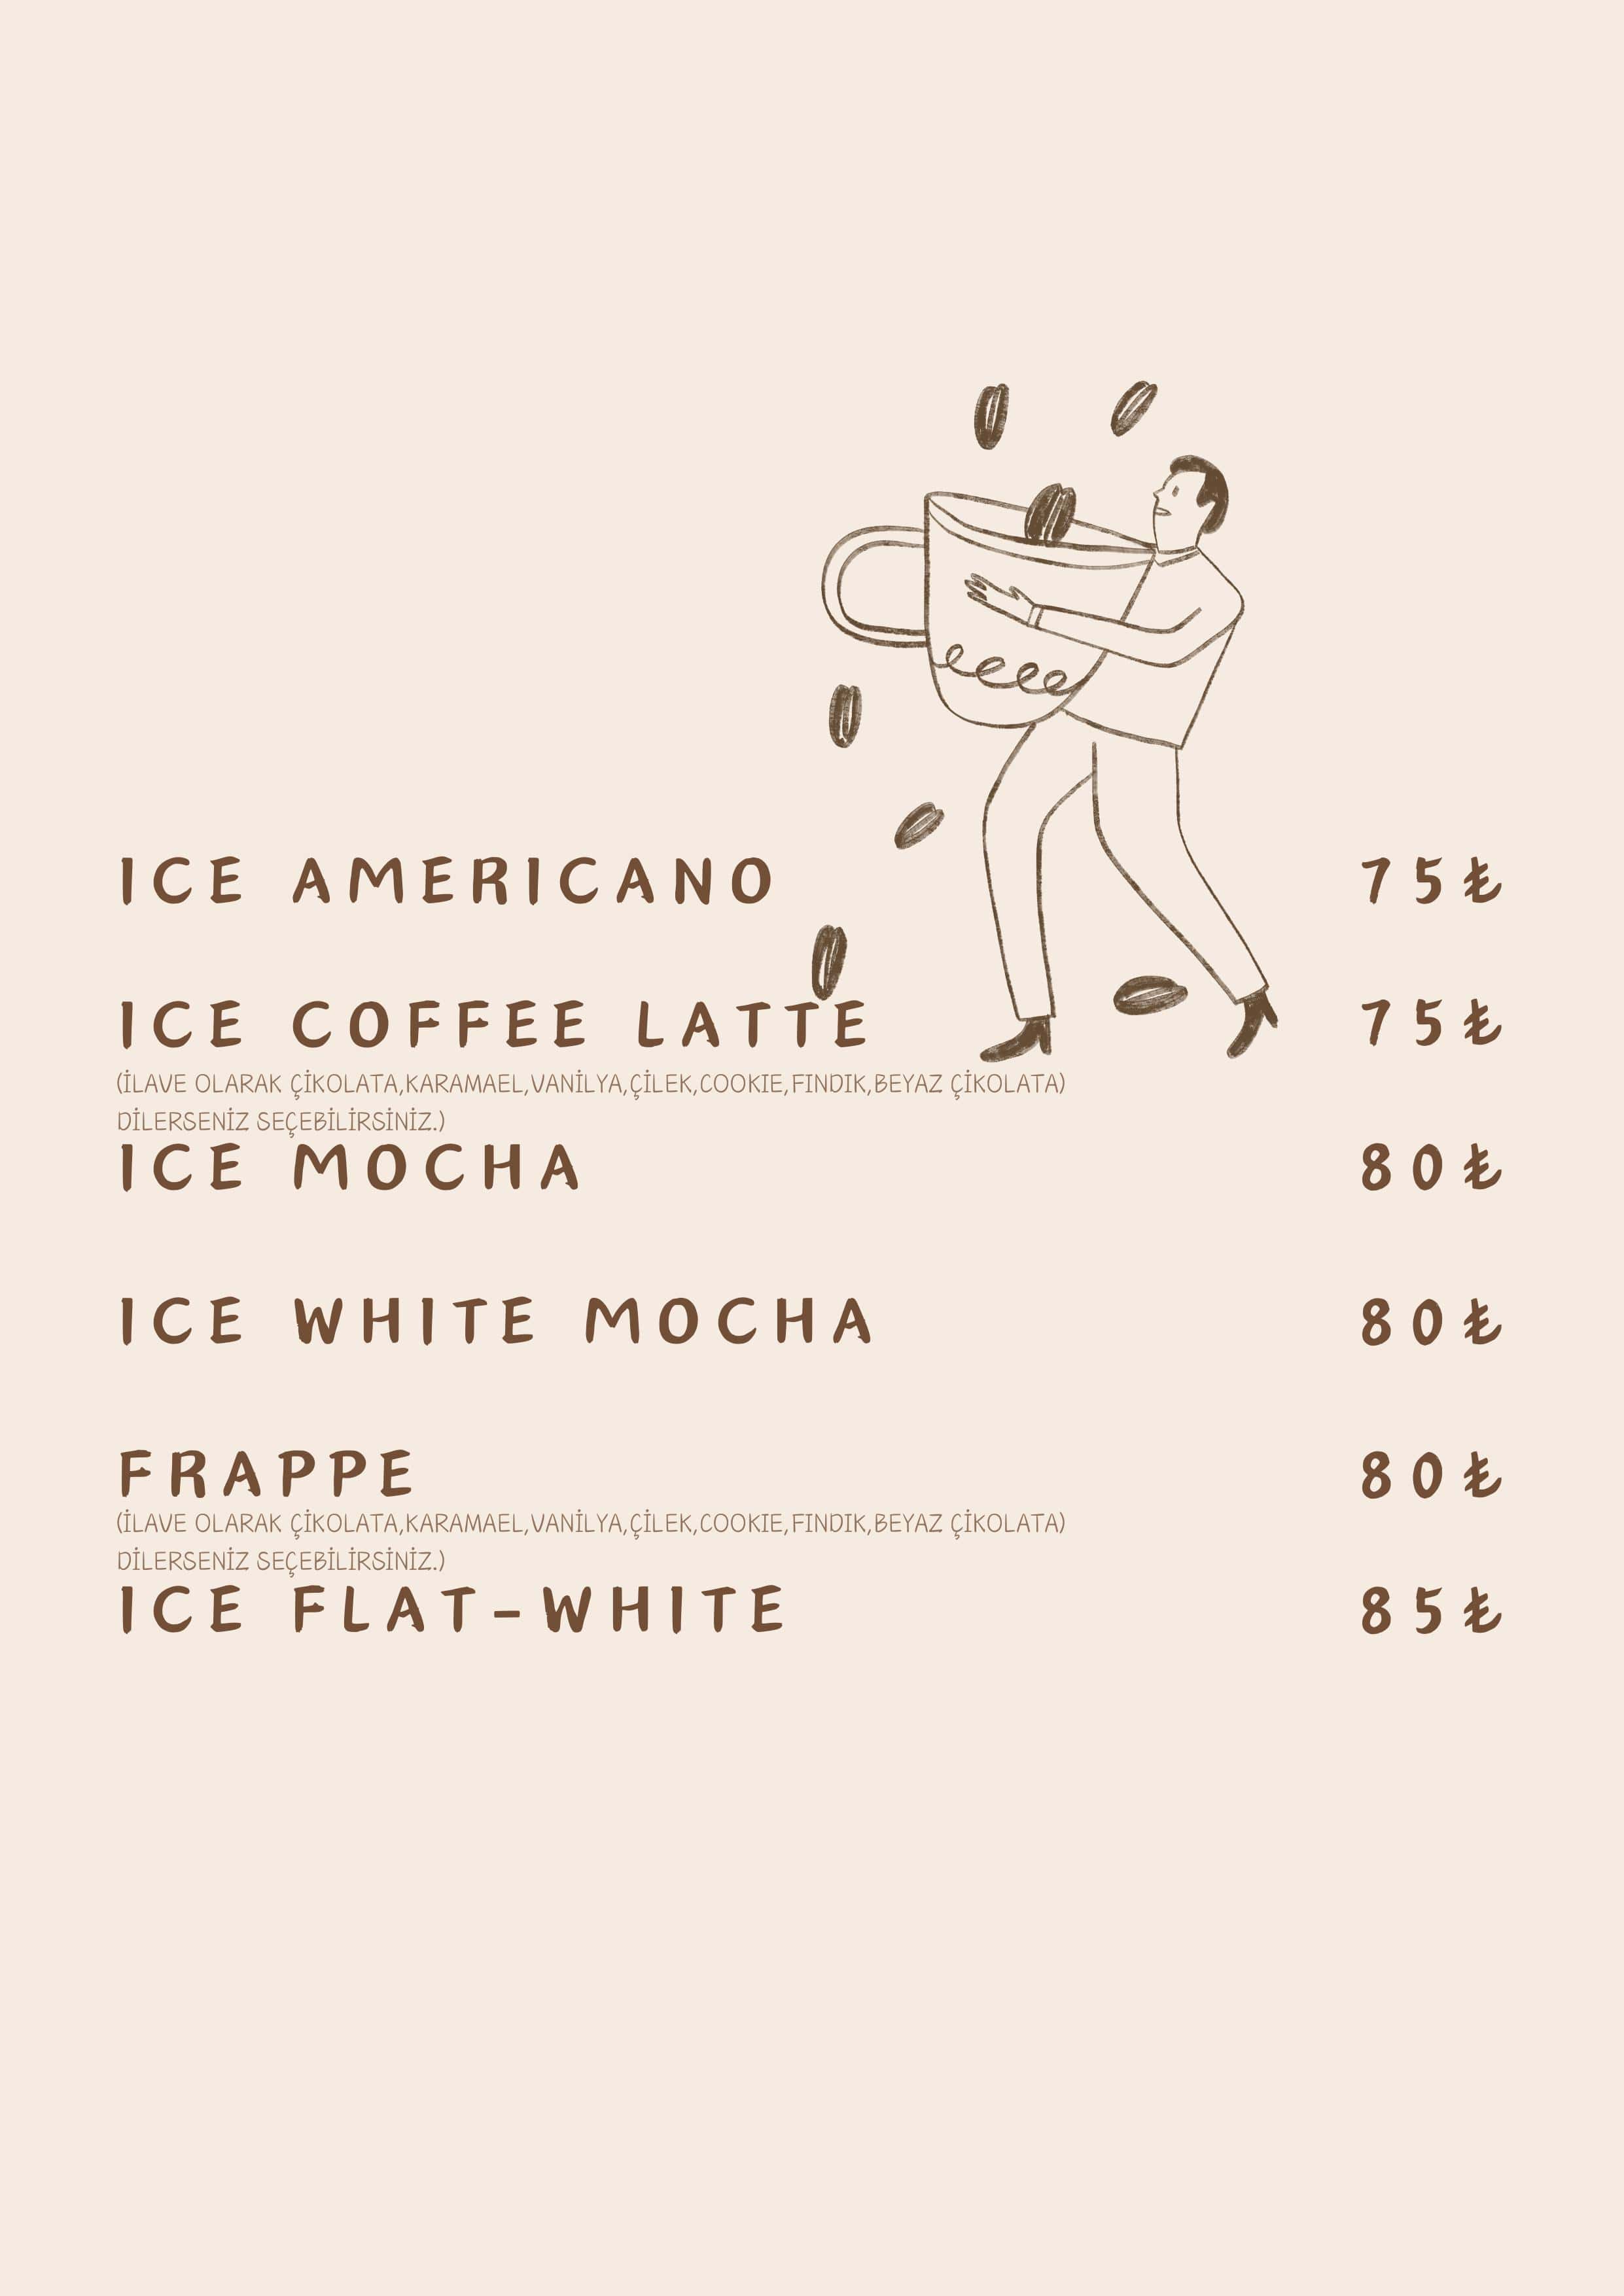 ICE AMERICANO 75₺
ICE COFFEE LATTE 75₺
(İLAVE OLARAK ÇİKOLATA,KARAMAEL,VANİLYA,ÇİLEK,COOKIE,FINDIK,BEYAZ ÇİKOLATA)
DİLERSENİZ SEÇEBİLİRSİNİZ.)
ICE MOCHA 80₺
ICE WHITE MOCHA 80₺
FRAPPE 80₺
(İLAVE OLARAK ÇİKOLATA,KARAMAEL,VANİLYA,ÇİLEK,COOKIE,FINDIK,BEYAZ ÇİKOLATA)
DİLERSENİZ SEÇEBİLİRSİNİZ.)
ICE FLAT-WHITE 85₺